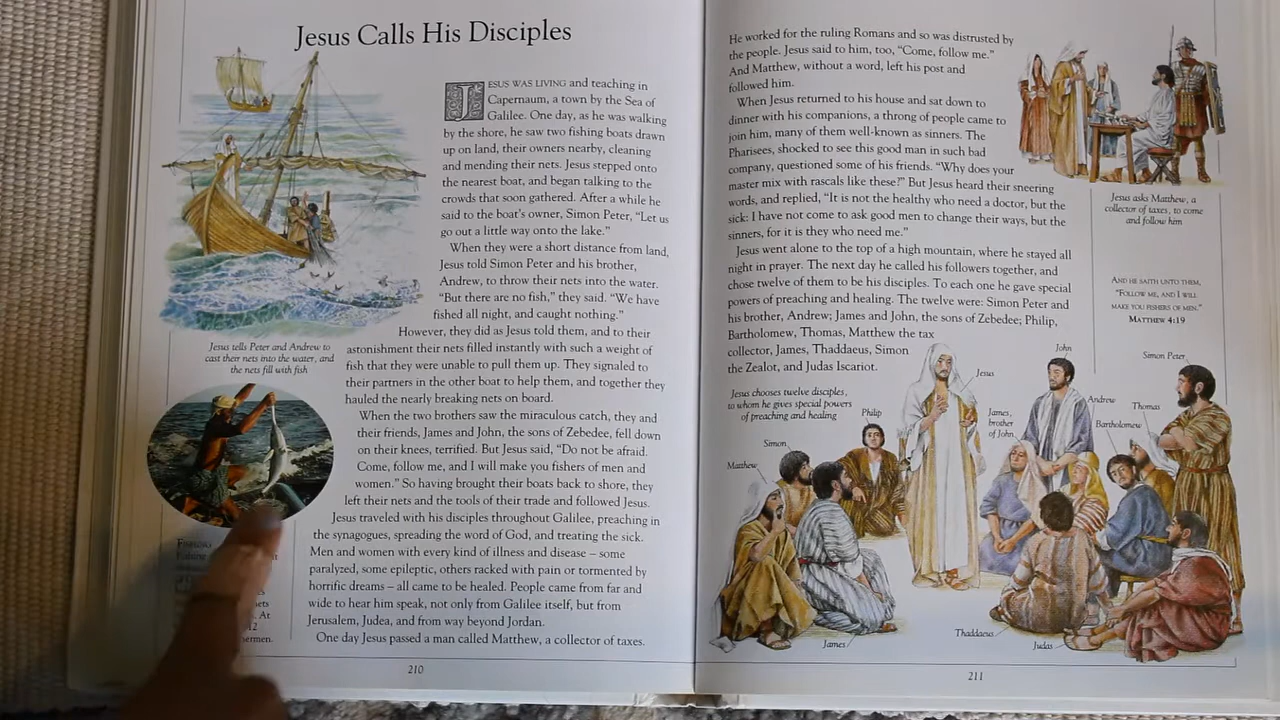 Jesus Calls His Disciples
JESUS WAS LIVING and teaching in
Capernaum, a town by the Sea of
Galilee. One day, as he was walking
by the shore, he saw two fishing boats drawn
up on land, their owners nearby, cleaning
and mending their nets. Jesus stepped onto
the nearest boat, and began talking to the
crowds that soon gathered. After a while he
said to the boat's owner, Simon Peter, "Let us
go out a little way onto the lake."
When they were a short distance from land,
Jesus told Simon Peter and his brother,
Andrew, to throw their nets into the water.
"But there are no fish," they said. "We have
fished all night, and caught nothing."
However, they did as Jesus told them, and to their
astonishment their nets filled instantly with such a weight of
fish that they were unable to pull them up. They signaled to
their partners in the other boat to help them, and together they
hauled the nearly breaking nets on board.
When the two brothers saw the miraculous catch, they and
their friends, James and John, the sons of Zebedee, fell down
on their knees, terrified. But Jesus said, "Do not be afraid.
Come, follow me, and I will make you fishers of men and
women." So having brought their boats back to shore, they
left their nets and the tools of their trade and followed Jesus.
Jesus traveled with his disciples throughout Galilee, preaching in
the synagogues, spreading the word of God, and treating the sick.
Men and women with every kind of illness and disease – some
paralyzed, some epileptic, others racked with pain or tormented by
horrific dreams – all came to be healed. People came from far and
wide to hear him speak, not only from Galilee itself, but from
Jerusalem, Judea, and from way beyond Jordan.
One day Jesus passed a man called Matthew, a collector of taxes.
Jesus tells Peter and Andrew to
cast their nets into the water, and
the nets fill with fish
At
12
210
He worked for the ruling Romans and so was distrusted by
the people. Jesus said to him, too, "Come, follow me."
And Matthew, without a word, left his post and
followed him.
When Jesus returned to his house and sat down to
dinner with his companions, a throng of people came to
join him, many of them well-known as sinners. The
Pharisees, shocked to see this good man in such bad
company, questioned some of his friends. "Why does your
master mix with rascals like these?" But Jesus heard their sneering
words, and replied, "It is not the healthy who need a doctor, but the
sick: I have not come to ask good men to change their ways, but the
sinners, for it is they who need me."
Jesus went alone to the top of a high mountain, where he stayed all
night in prayer. The next day he called his followers together, and
chose twelve of them to be his disciples. To each one he gave special
powers of preaching and healing. The twelve were: Simon Peter and
his brother, Andrew; James and John, the sons of Zebedee; Philip,
Bartholomew, Thomas, Matthew the tax
collector, James, Thaddaeus, Simon
the Zealot, and Judas Iscariot.
Jesus asks Matthew, a
collector of taxes, to come
and follow him
AND HE SAITH UNTO THEM,
"FOLLOW ME, AND I WILL
MAKE YOU FISHERS OF MEN."
MATTHEW 4:19
Jesus chooses twelve disciples,
to whom he gives special powers
of preaching and healing
Matthew
Simon
Philip
Jesus
James,
brother
of John
John
Andrew
Bartholomew
Thomas
Simon Peter
James
Thaddaeus
Judas
211